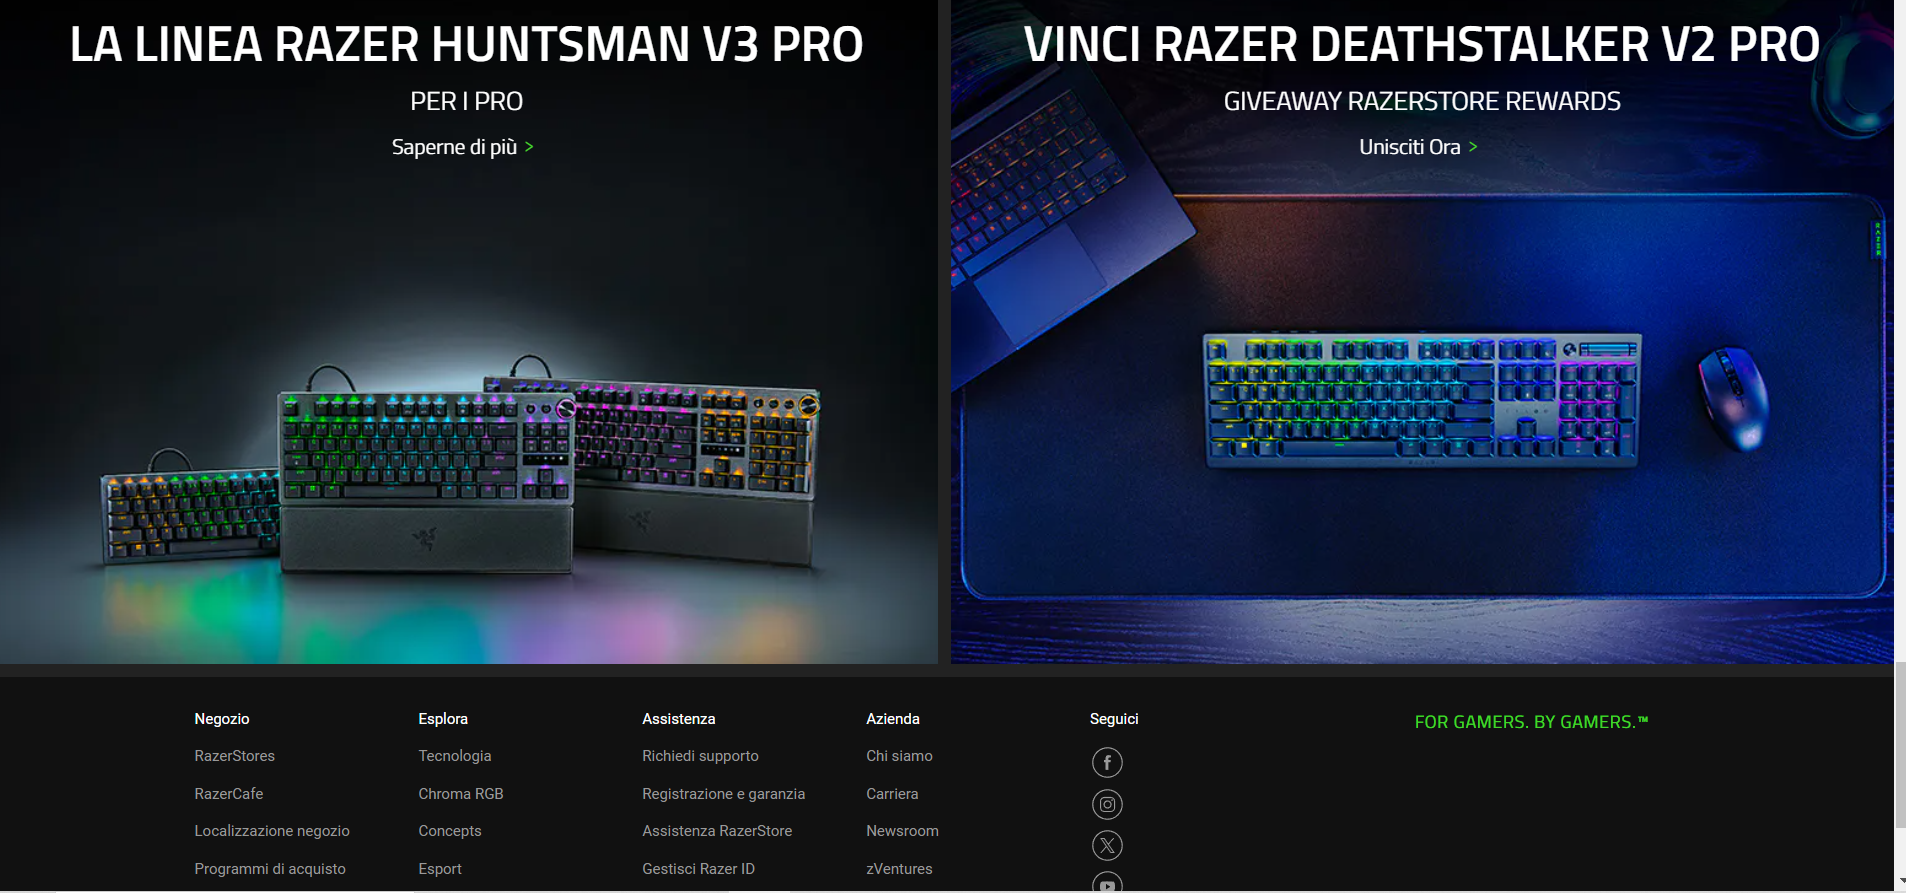 LA LINEA RAZER HUNTSMAN V3 PRO
PER I PRO
Saperne di più >
VINCI RAZER DEATHSTALKER V2 PRO
GIVEAWAY RAZERSTORE REWARDS
Unisciti Ora >
RAZER
Negozio
RazerStores
RazerCafe
Localizzazione negozio
Programmi di acquisto
Esplora
Tecnologia
Chroma RGB
Concepts
Esport
Assistenza
Richiedi supporto
Registrazione e garanzia
Assistenza RazerStore
Gestisci Razer ID
Azienda
Chi siamo
Carriera
Newsroom
zVentures
Seguici
FOR GAMERS. BY GAMERS.™